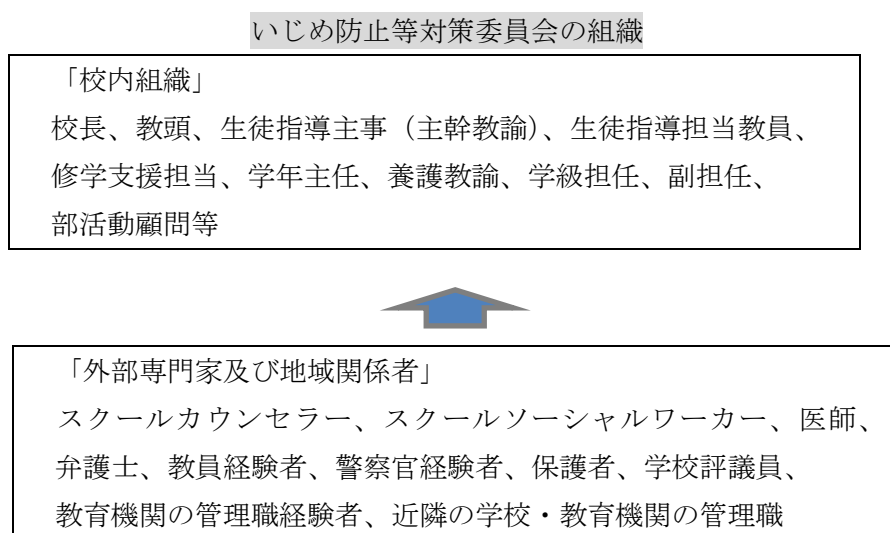 いじめ防止等対策委員会の組織
「校内組織」
校長、教頭、生徒指導主事（主幹教諭）、生徒指導担当教員、
修学支援担当、学年主任、養護教諭、学級担任、副担任、
部活動顧問等
「外部専門家及び地域関係者」
スクールカウンセラー、スクールソーシャルワーカー、医師、
弁護士、教員経験者、警察官経験者、保護者、学校評議員、
教育機関の管理職経験者、近隣の学校・教育機関の管理職